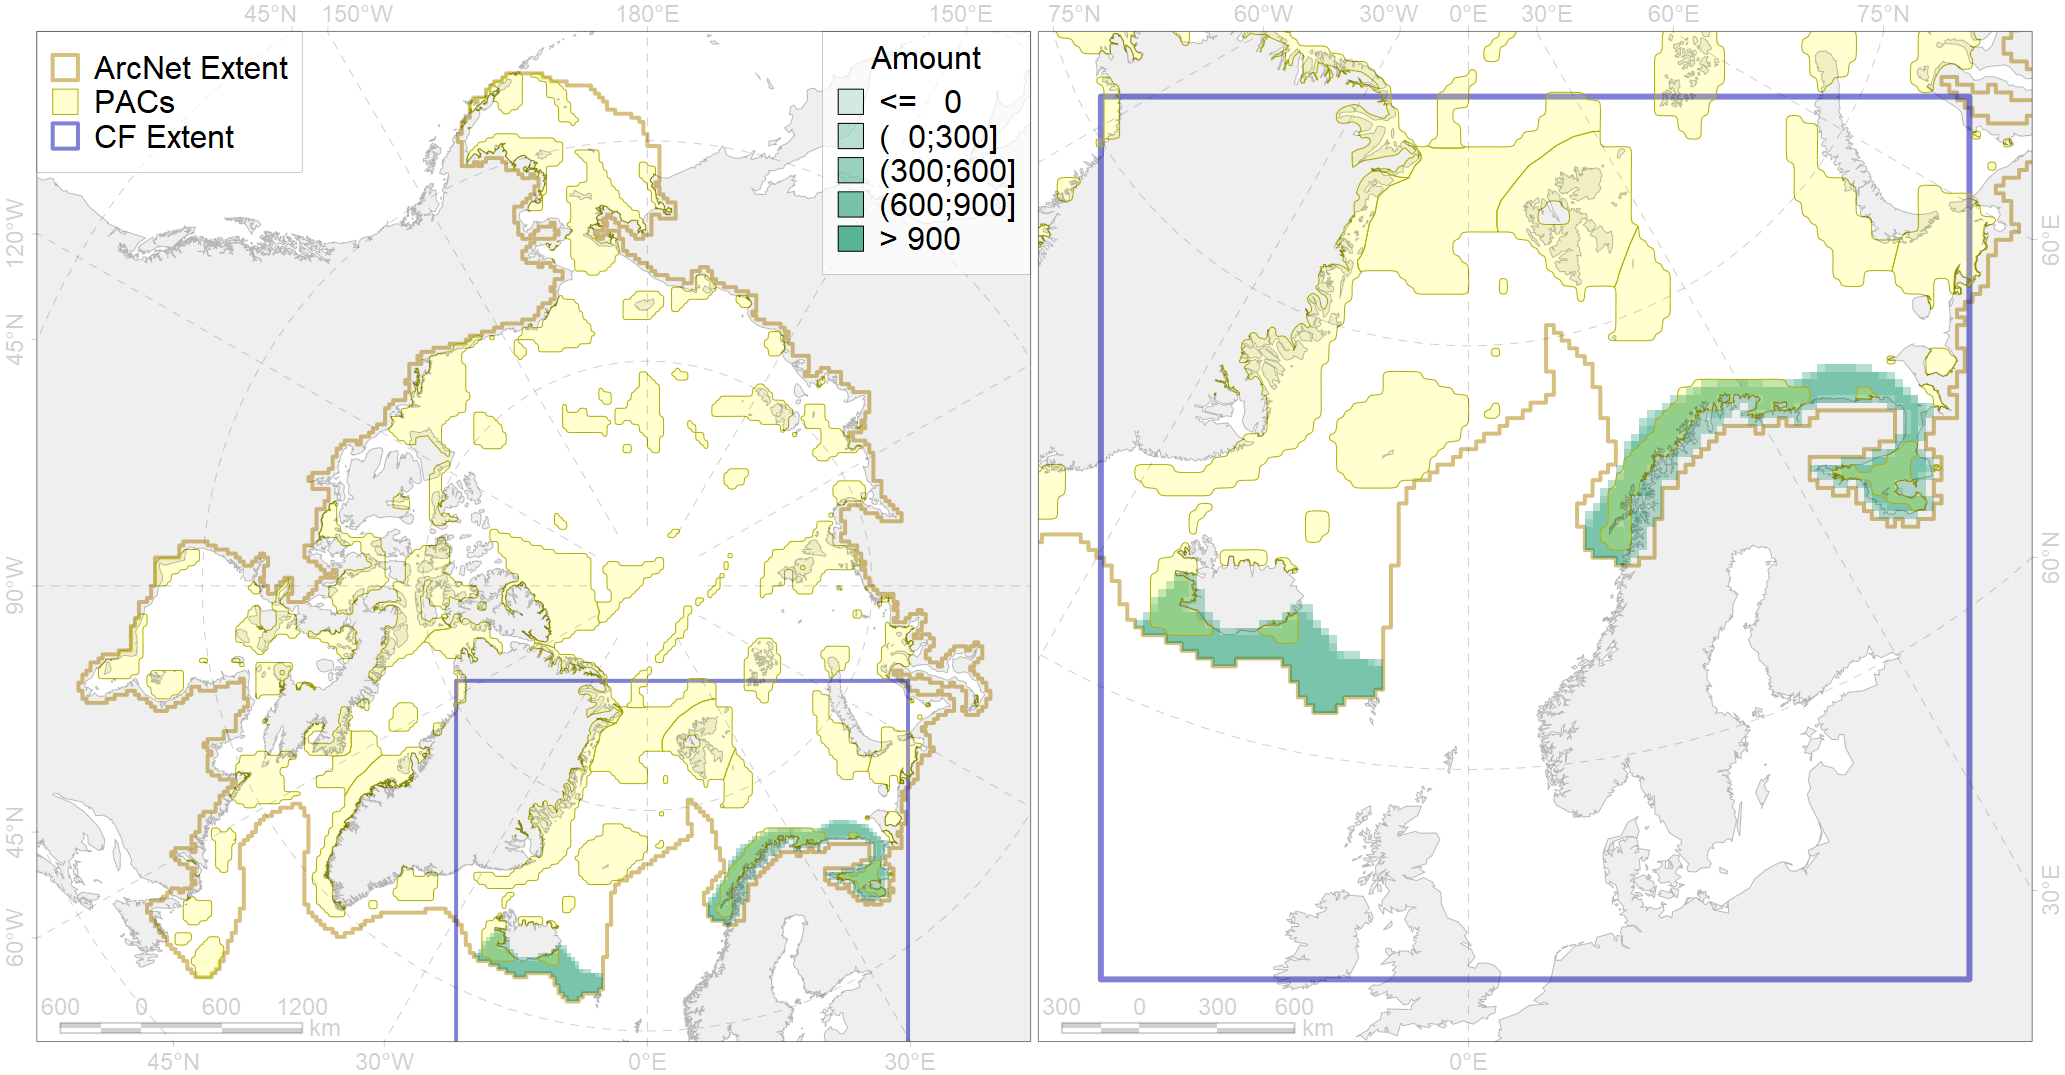 45°N 150°W 180°E 150°E 75°N 60°W 30°W 0°E 30°E 60°E 75°N
ArcNet Extent
PACs
CF Extent
Amount
<= 0
( 0;300]
(300;600]
(600;900]
> 900
120°W
45°N
90°W
45°N
60°W
60°E
60°N
30°E
600 0 600 1200
km
300 0 300 600
km
45°N 30°W 0°E 30°E 0°E